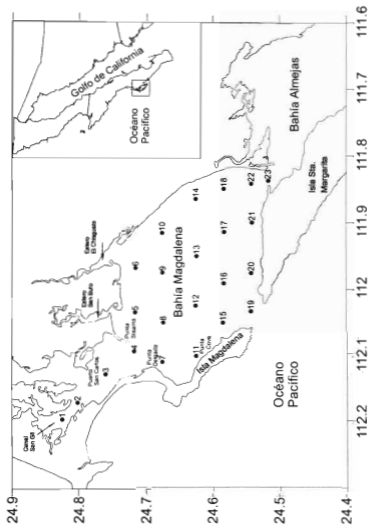 Golfo de California
Océano
Pacífico
Canal
San Gil
Puerto
San Carlos
Estero
San Buto
Estero
Punta
Stearns
Punta
Delgada
Punta
Cove
Isla Magdalena
Bahía Magdalena
Bahía Almejas
Isla Sta.
Margarita
Océano
Pacífico
1
2
3
4
5
6
7
8
9
10
11
12
13
14
15
16
17
18
19
20
21
22
23
24.9
24.8
24.7
24.6
24.5
24.4
112.2
112.1
112
111.9
111.8
111.7
111.6